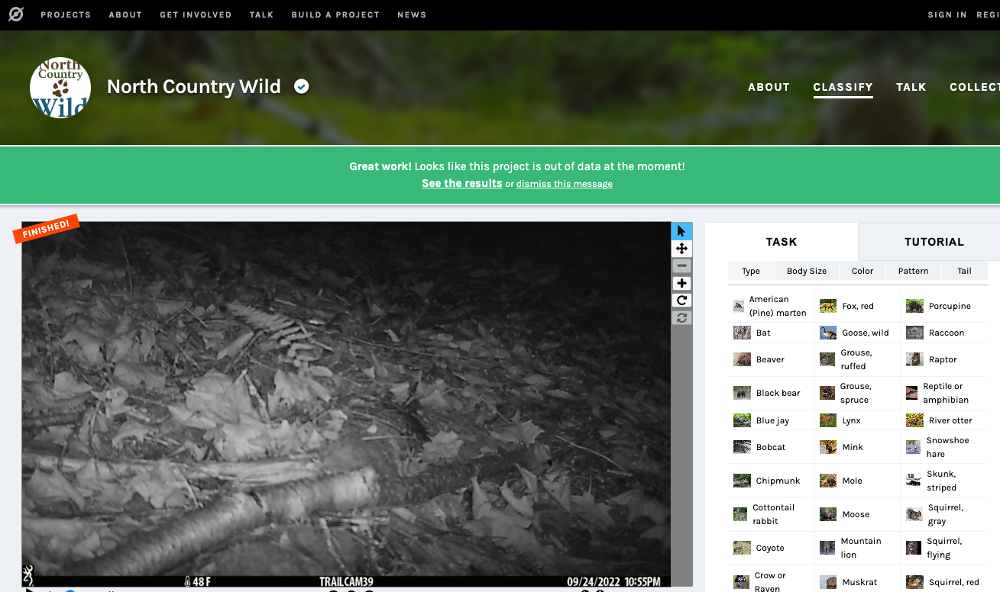 PROJECTS ABOUT GET INVOLVED TALK BUILD A PROJECT NEWS SIGN IN REGI
North Country Wild
North Country Wild ABOUT CLASSIFY TALK COLLECT
Great work! Looks like this project is out of data at the moment!
See the results or dismiss this message
FINISHED!
TASK TUTORIAL
Type Body Size Color Pattern Tail
American (Pine) marten
Fox, red
Porcupine
Bat
Goose, wild
Raccoon
Beaver
Grouse, ruffed
Raptor
Black bear
Grouse, spruce
Reptile or amphibian
Blue jay
Lynx
River otter
Bobcat
Mink
Snowshoe hare
Chipmunk
Mole
Skunk, striped
Cottontail rabbit
Moose
Squirrel, gray
Coyote
Mountain lion
Squirrel, flying
Crow or Raven
Muskrat
Squirrel, red
48 F TRAILCAM39 09/24/2022 10:55PM